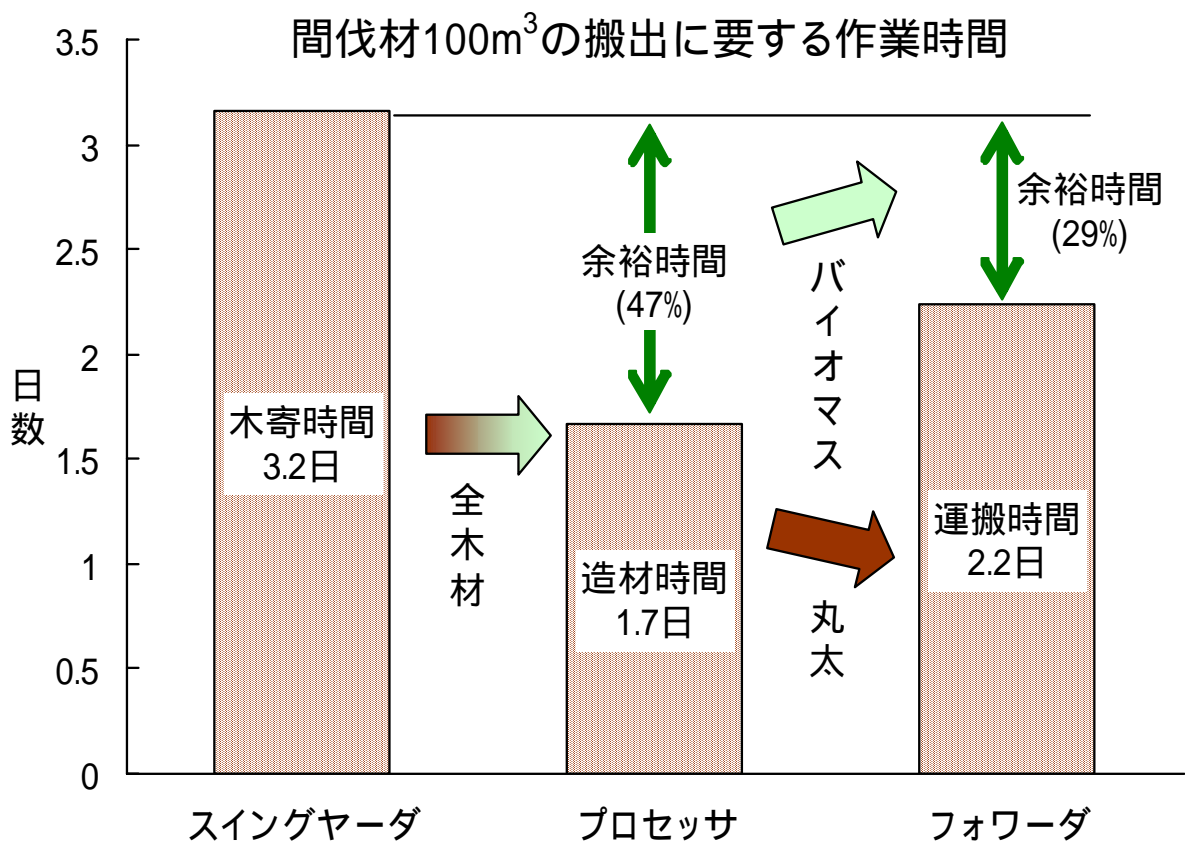 間伐材100m³の搬出に要する作業時間
3.5
3
2.5
2
1.5
1
0.5
0
日数
木寄時間
3.2日
全木材
余裕時間
(47%)
造材時間
1.7日
バイオマス
丸太
余裕時間
(29%)
運搬時間
2.2日
スイングヤーダ
プロセッサ
フォワーダ